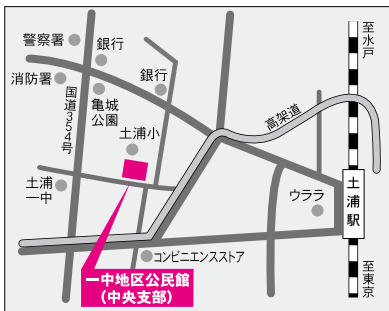 警察署
銀行
至水戸
消防署
銀行
亀城
公園
国道354号
高架道
土浦小
土浦
一中
ウララ
土浦駅
コンビニエンスストア
至東京
一中地区公民館
(中央支部)